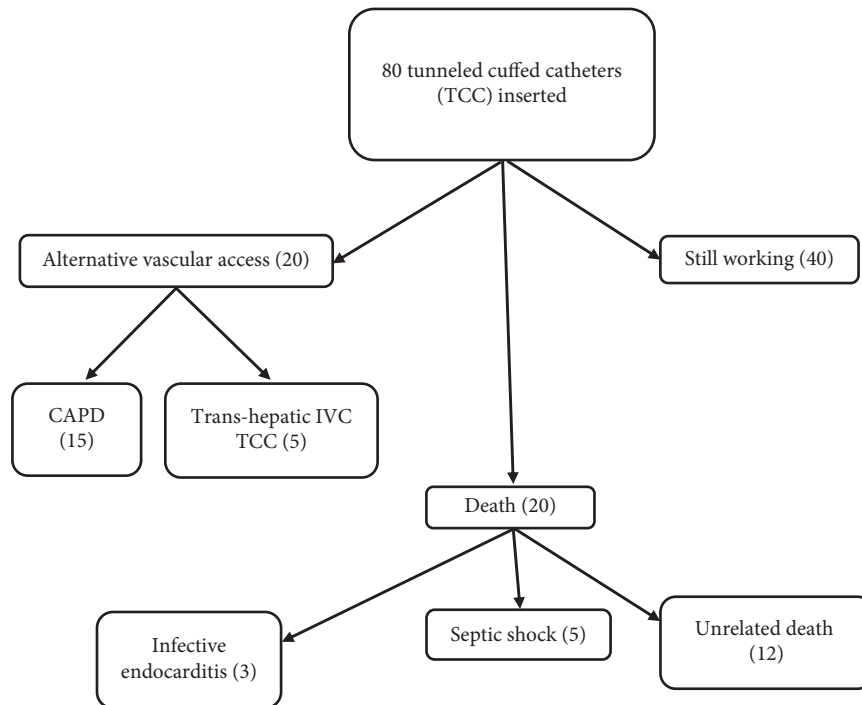 80 tunneled cuffed catheters
(TCC) inserted
Alternative vascular access (20)
Still working (40)
CAPD
(15)
Trans-hepatic IVC
TCC (5)
Death (20)
Infective
endocarditis (3)
Septic shock (5)
Unrelated death
(12)